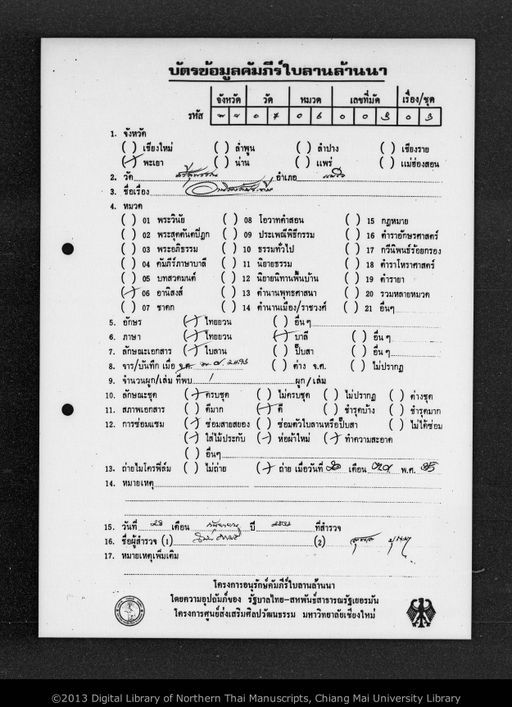 บัตรข้อมูลคัมภีร์ใบลานล้านนา
จังหวัด วัด หมวด เลขที่มัด เรื่อง/ชุด
รหัส
1. จังหวัด
( ) เชียงใหม่ ( ) ลำพูน ( ) ลำปาง ( ) เชียงราย
( ) พะเยา ( ) น่าน ( ) แพร่ ( ) แม่ฮ่องสอน
2. วัด อำเภอ
3. ชื่อเรื่อง
4. หมวด
( ) 01 พระวินัย ( ) 08 โอวาทคำสอน ( ) 15 กฎหมาย
( ) 02 พระสุตตันตปิฎก ( ) 09 ประเพณีพิธีกรรม ( ) 16 ตำราอักษรศาสตร์
( ) 03 พระอภิธรรม ( ) 10 ธรรมทั่วไป ( ) 17 กวีนิพนธ์ร้อยกรอง
( ) 04 คัมภีร์ภาษาบาลี ( ) 11 นิยายธรรม ( ) 18 ตำราโหราศาสตร์
( ) 05 บทสวดมนต์ ( ) 12 นิยายนิทานพื้นบ้าน ( ) 19 ตำรายา
( ) 06 อานิสงส์ ( ) 13 ตำนานพุทธศาสนา ( ) 20 รวมหลายหมวด
( ) 07 ชาดก ( ) 14 ตำนานเมือง/ราชวงศ์ ( ) 21 อื่นๆ
5. อักษร ( ) ไทยยวน ( ) อื่นๆ
6. ภาษา ( ) ไทยยวน ( ) บาลี ( ) อื่นๆ
7. ลักษณะเอกสาร ( ) ใบลาน ( ) ปั๊บสา ( ) อื่นๆ
8. จาร/บันทึก เมื่อ จ.ศ. ( ) ต่าง จ.ศ. ( ) ไม่ปรากฏ
9. จำนวนผูก/เล่ม ที่พบ 1 ผูก/เล่ม
10. ลักษณะชุด ( ) ครบชุด ( ) ไม่ครบชุด ( ) ไม่ปรากฏ ( ) ต่างชุด
11. สภาพเอกสาร ( ) ดีมาก ( ) ดี ( ) ชำรุดบ้าง ( ) ชำรุดมาก
12. การซ่อมแซม ( ) ซ่อมสายสยอง ( ) ซ่อมตัวใบลานหรือปั๊บสา ( ) ไม่ได้ซ่อม
( ) ใส่ไม้ประกับ ( ) ห่อผ้าใหม่ ( ) ทำความสะอาด
( ) อื่นๆ
13. ถ่ายไมโครฟิล์ม ( ) ไม่ถ่าย ( ) ถ่าย เมื่อวันที่ เดือน พ.ศ. 35
14. หมายเหตุ
15. วันที่ 23 เดือน ปี ที่สำรวจ
16. ชื่อผู้สำรวจ (1) (2)
17. หมายเหตุเพิ่มเติม
โครงการอนุรักษ์คัมภีร์ใบลานล้านนา
โดยความอุปถัมภ์ของ รัฐบาลไทย-สหพันธ์สาธารณรัฐเยอรมัน
โครงการศูนย์ส่งเสริมศิลปวัฒนธรรม มหาวิทยาลัยเชียงใหม่
©2013 Digital Library of Northern Thai Manuscripts, Chiang Mai University Library